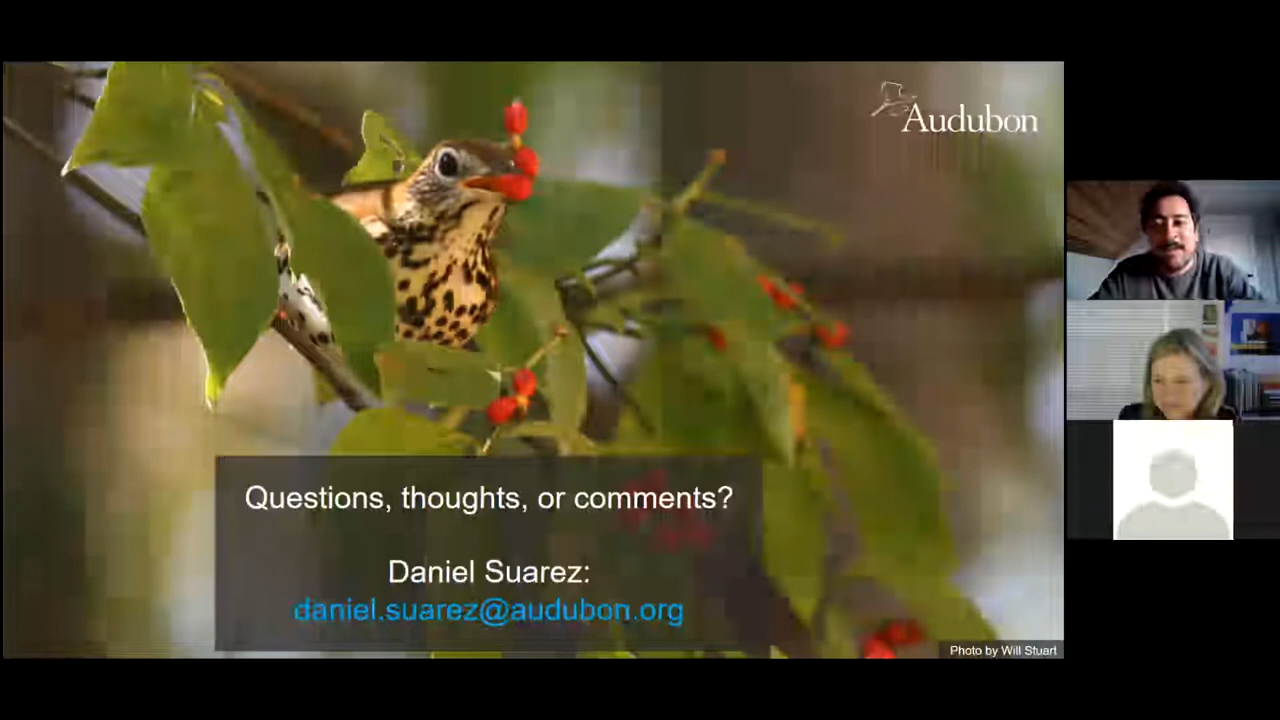 Audubon
Questions, thoughts, or comments?
Daniel Suarez:
daniel.suarez@audubon.org
Photo by Will Stuart